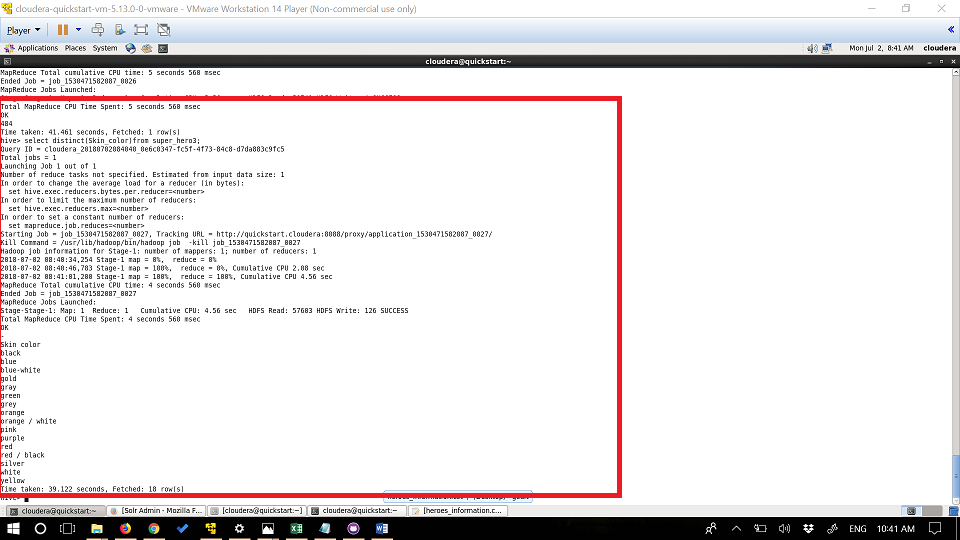 cloudera-quickstart-vm-5.13.0-0-vmware - VMware Workstation 14 Player (Non-commercial use only)
Player
Applications Places System
Mon Jul 2, 8:41 AM cloudera
cloudera@quickstart:~
MapReduce Total cumulative CPU time: 5 seconds 560 msec
Ended Job = job_1530471582087_0026
MapReduce Jobs Launched:
Total MapReduce CPU Time Spent: 5 seconds 560 msec
OK
484
Time taken: 41.461 seconds, Fetched: 1 row(s)
hive> select distinct(Skin_color)from super_hero3;
Query ID = cloudera_20180702084040_0e6c0347-fc5f-4f73-84c8-d7da883c9fc5
Total jobs = 1
Launching Job 1 out of 1
Number of reduce tasks not specified. Estimated from input data size: 1
In order to change the average load for a reducer (in bytes):
set hive.exec.reducers.bytes.per.reducer=<number>
In order to limit the maximum number of reducers:
set hive.exec.reducers.max=<number>
In order to set a constant number of reducers:
set mapreduce.job.reduces=<number>
Starting Job = job_1530471582087_0027, Tracking URL = http://quickstart.cloudera:8088/proxy/application_1530471582087_0027/
Kill Command = /usr/lib/hadoop/bin/hadoop job -kill job_1530471582087_0027
Hadoop job information for Stage-1: number of mappers: 1; number of reducers: 1
2018-07-02 08:40:34,254 Stage-1 map = 0%, reduce = 0%
2018-07-02 08:40:46,783 Stage-1 map = 100%, reduce = 0%, Cumulative CPU 2.08 sec
2018-07-02 08:41:01,200 Stage-1 map = 100%, reduce = 100%, Cumulative CPU 4.56 sec
MapReduce Total cumulative CPU time: 4 seconds 560 msec
Ended Job = job_1530471582087_0027
MapReduce Jobs Launched:
Stage-Stage-1: Map: 1 Reduce: 1 Cumulative CPU: 4.56 sec HDFS Read: 57603 HDFS Write: 126 SUCCESS
Total MapReduce CPU Time Spent: 4 seconds 560 msec
OK
-
Skin color
black
blue
blue-white
gold
gray
green
grey
orange
orange / white
pink
purple
red
red / black
silver
white
yellow
Time taken: 39.122 seconds, Fetched: 18 row(s)
hive>
cloudera@quickstart:~
[Solr Admin - Mozilla F...
[cloudera@quickstart:~]
cloudera@quickstart:~
[heroes_information.c...
ENG 10:41 AM